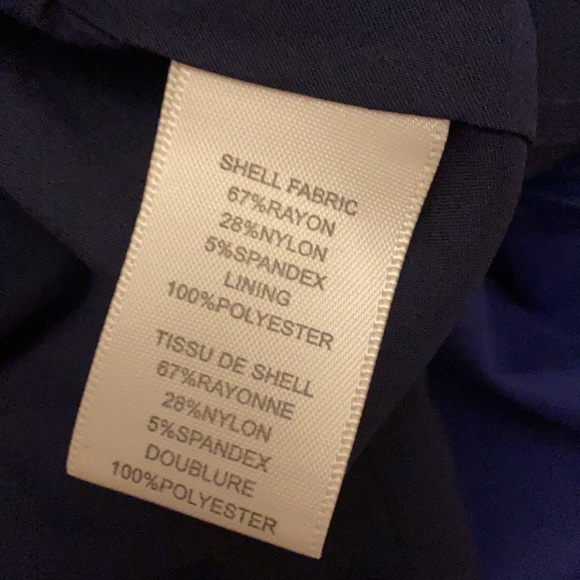 SHELL FABRIC
67%RAYON
28%NYLON
5%SPANDEX
LINING
100%POLYESTER
TISSU DE SHELL
67%RAYONNE
28%NYLON
5%SPANDEX
DOUBLURE
100%POLYESTER